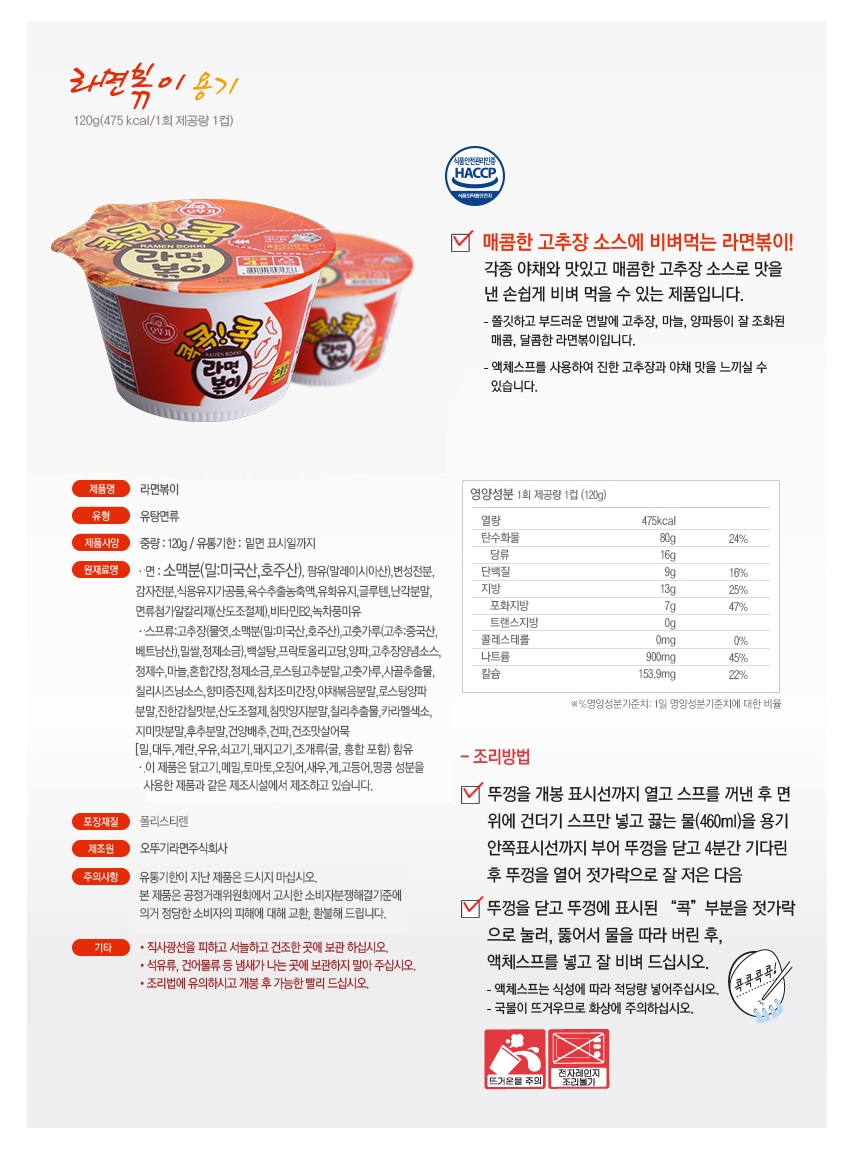 라면볶이 용기
120g(475 kcal/1회 제공량 1컵)
식품안전관리인증
HACCP
식품의약품안전처
오뚜기
콕콕!콕
RAMEN BOKKI
라면
볶이
오뚜기
콕콕!콕
RAMEN BOKKI
라면
볶이
매콤한 고추장 소스에 비벼먹는 라면볶이!
각종 야채와 맛있고 매콤한 고추장 소스로 맛을
낸 손쉽게 비벼 먹을 수 있는 제품입니다.
- 쫄깃하고 부드러운 면발에 고추장, 마늘, 양파등이 잘 조화된
매콤, 달콤한 라면볶이입니다.
- 액체스프를 사용하여 진한 고추장과 야채 맛을 느끼실 수
있습니다.
제품명 라면볶이
유형 유탕면류
제품사양 중량 : 120g / 유통기한 : 밑면 표시일까지
원재료명 · 면 : 소맥분(밀:미국산,호주산), 팜유(말레이시아산),변성전분,
감자전분,식용유지가공품,육수추출농축액,유화유지,글루텐,난각분말,
면류첨가알칼리제(산도조절제),비타민B2,녹차풍미유
· 스프류:고추장(물엿,소맥분(밀:미국산,호주산),고춧가루(고추:중국산,
베트남산),밀쌀,정제소금),백설탕,프락토올리고당,양파,고추장양념소스,
정제수,마늘,혼합간장,정제소금,로스팅고추분말,고춧가루,사골추출물,
칠리시즈닝소스,향미증진제,참치조미간장,야채볶음분말,로스팅양파
분말,진한감칠맛분,산도조절제,참맛양지분말,칠리추출물,카라멜색소,
지미맛분말,후추분말,건양배추,건파,건조맛살어묵
[밀,대두,계란,우유,쇠고기,돼지고기,조개류(굴, 홍합 포함) 함유
· 이 제품은 닭고기,메밀,토마토,오징어,새우,게,고등어,땅콩 성분을
사용한 제품과 같은 제조시설에서 제조하고 있습니다.
포장재질 폴리스티렌
제조원 오뚜기라면주식회사
주의사항 유통기한이 지난 제품은 드시지 마십시오.
본 제품은 공정거래위원회에서 고시한 소비자분쟁해결기준에
의거 정당한 소비자의 피해에 대해 교환, 환불해 드립니다.
기타 • 직사광선을 피하고 서늘하고 건조한 곳에 보관 하십시오.
• 석유류, 건어물류 등 냄새가 나는 곳에 보관하지 말아 주십시오.
• 조리법에 유의하시고 개봉 후 가능한 빨리 드십시오.
영양성분 1회 제공량 1컵 (120g)
열량 475kcal
탄수화물 80g 24%
당류 16g
단백질 9g 16%
지방 13g 25%
포화지방 7g 47%
트랜스지방 0g
콜레스테롤 0mg 0%
나트륨 900mg 45%
칼슘 153.9mg 22%
※%영양성분기준치: 1일 영양성분기준치에 대한 비율
- 조리방법
뚜껑을 개봉 표시선까지 열고 스프를 꺼낸 후 면
위에 건더기 스프만 넣고 끓는 물(460ml)을 용기
안쪽표시선까지 부어 뚜껑을 닫고 4분간 기다린
후 뚜껑을 열어 젓가락으로 잘 저은 다음
뚜껑을 닫고 뚜껑에 표시된 “콕” 부분을 젓가락
으로 눌러, 뚫어서 물을 따라 버린 후,
액체스프를 넣고 잘 비벼 드십시오.
- 액체스프는 식성에 따라 적당량 넣어주십시오.
- 국물이 뜨거우므로 화상에 주의하십시오.
콕콕콕콕!
뜨거운물 주의
전자레인지
조리불가